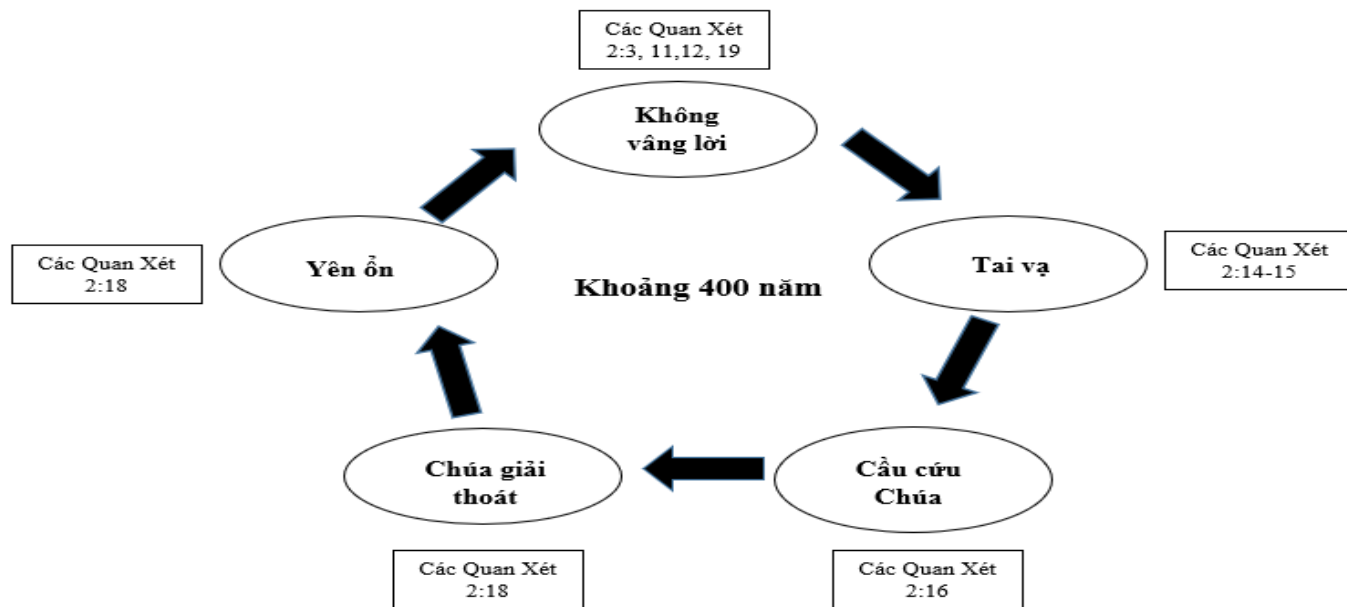 Các Quan Xét
2:3, 11,12, 19
Không
vâng lời
Các Quan Xét
2:18
Yên ổn
Khoảng 400 năm
Tai vạ
Các Quan Xét
2:14-15
Chúa giải
thoát
Cầu cứu
Chúa
Các Quan Xét
2:18
Các Quan Xét
2:16